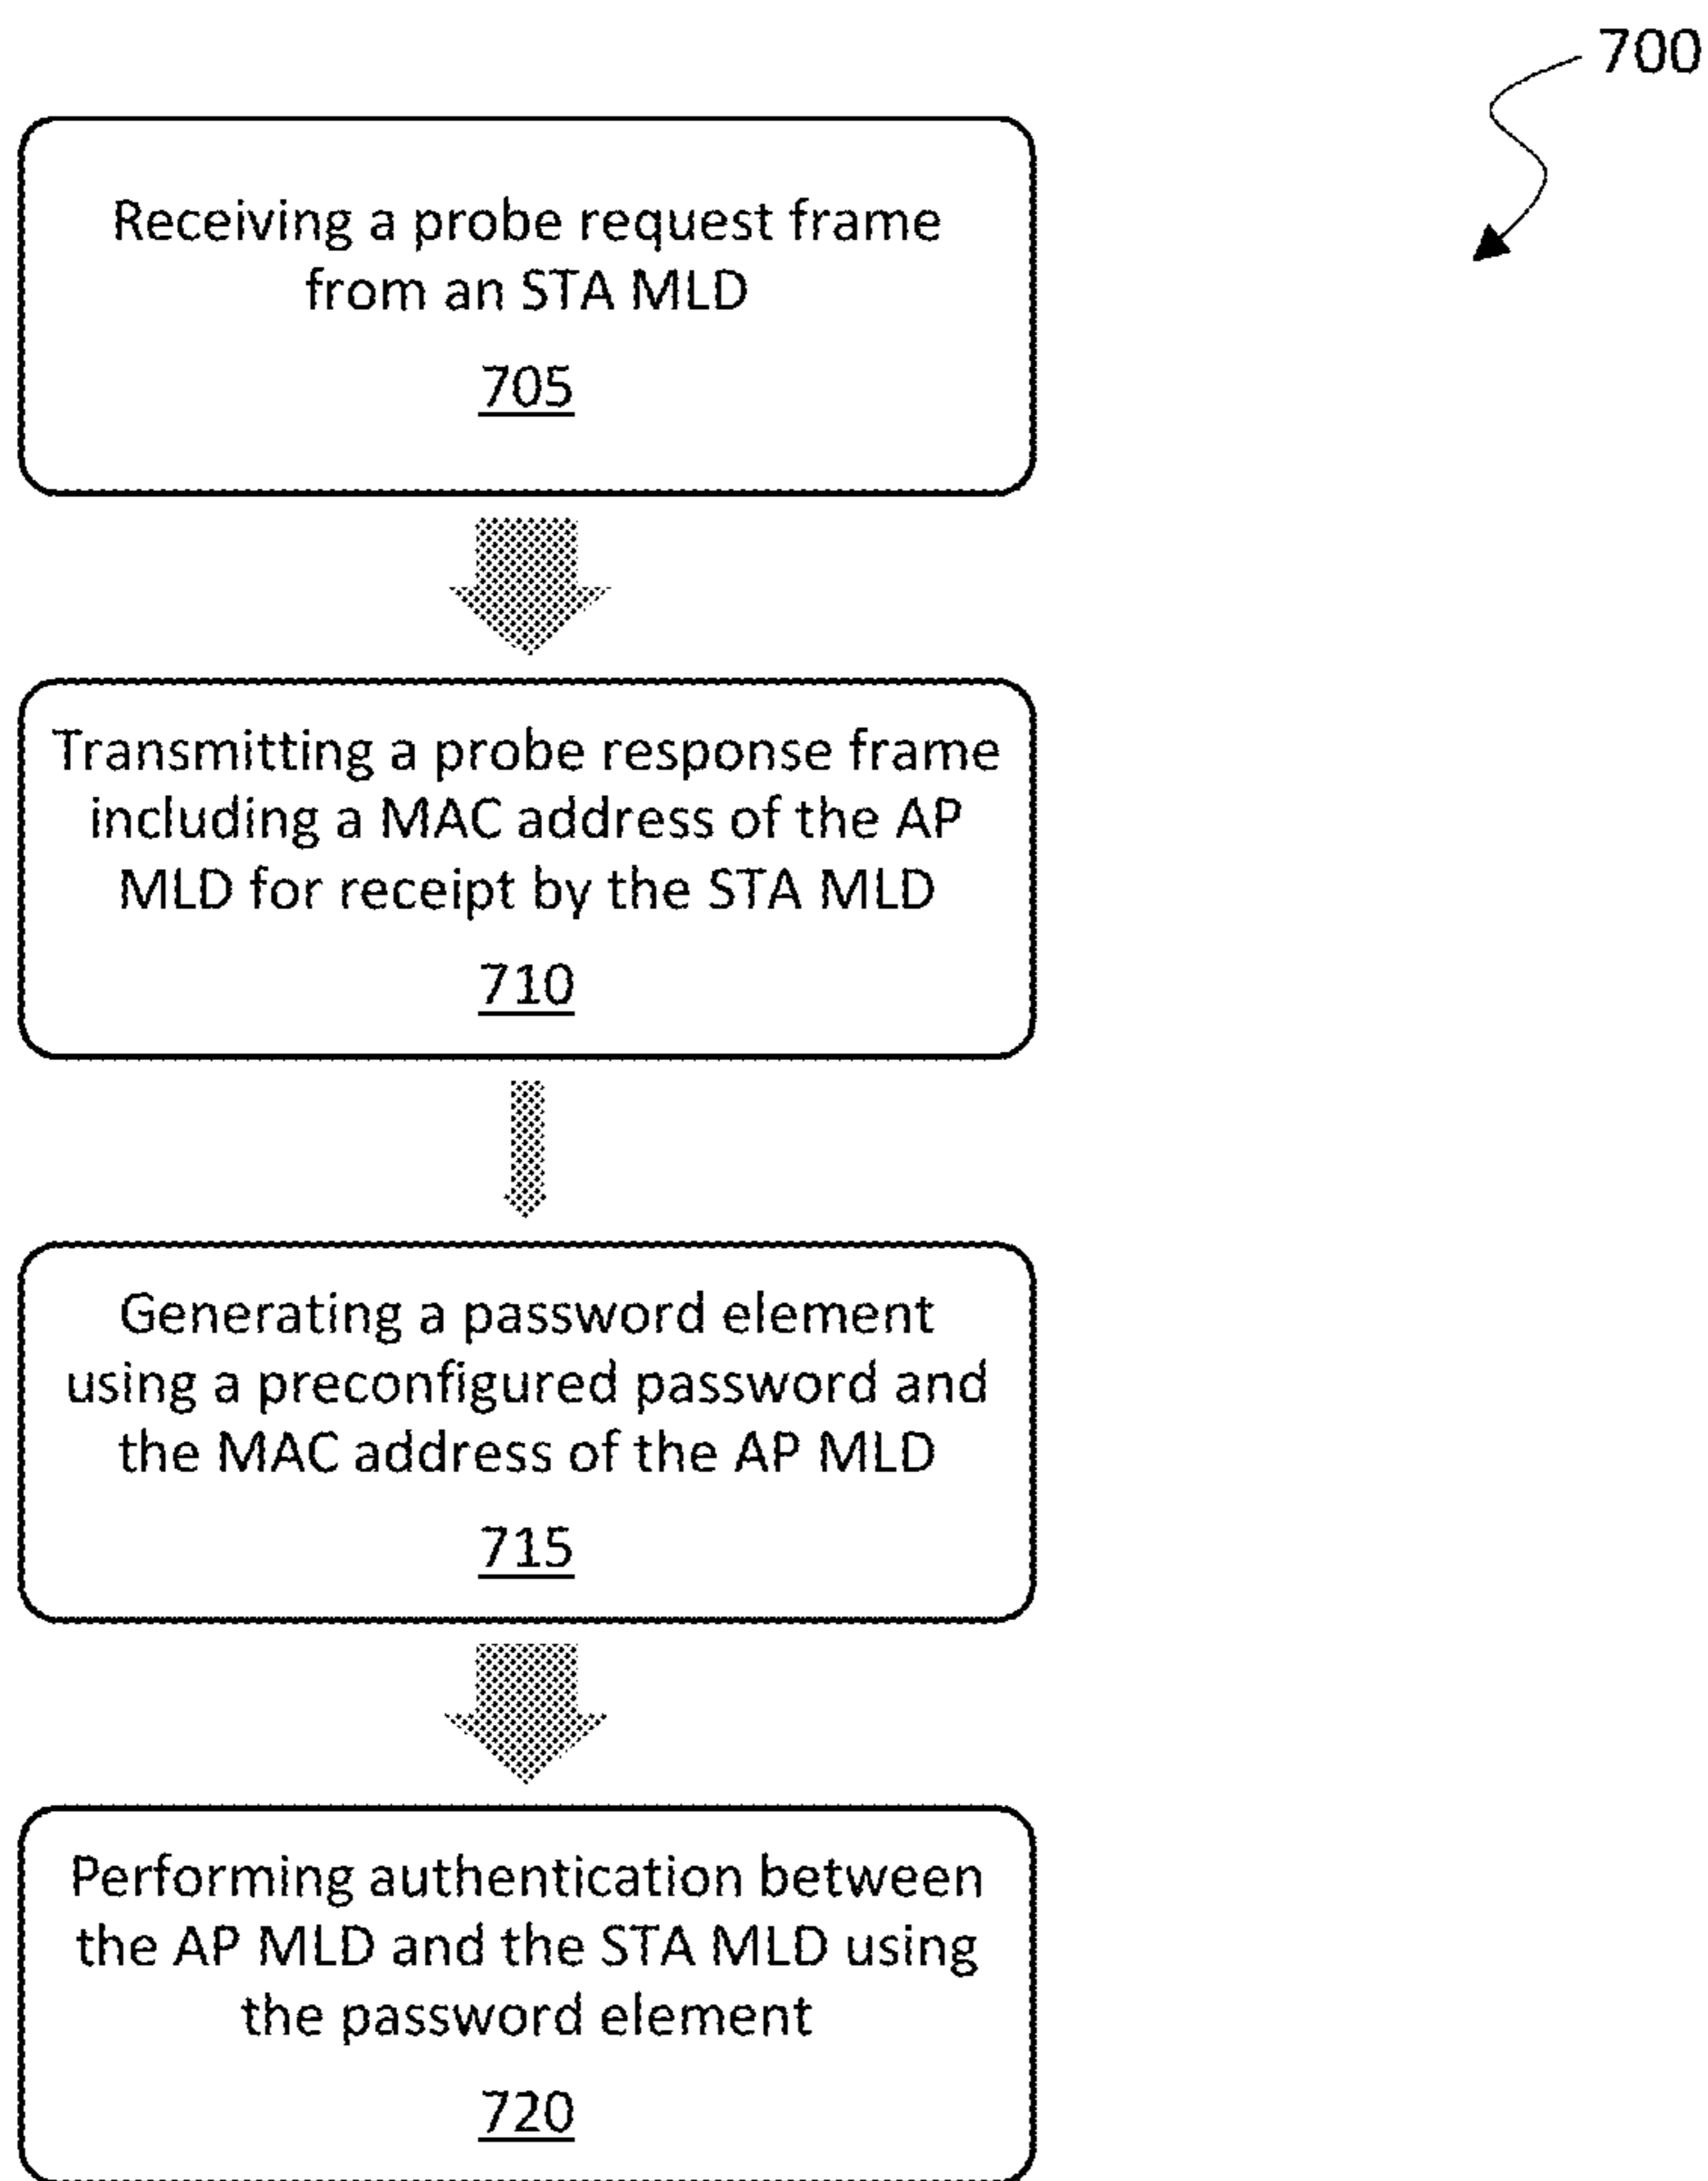 700
Receiving a probe request frame
from an STA MLD
705
Transmitting a probe response frame
including a MAC address of the AP
MLD for receipt by the STA MLD
710
Generating a password element
using a preconfigured password and
the MAC address of the AP MLD
715
Performing authentication between
the AP MLD and the STA MLD using
the password element
720